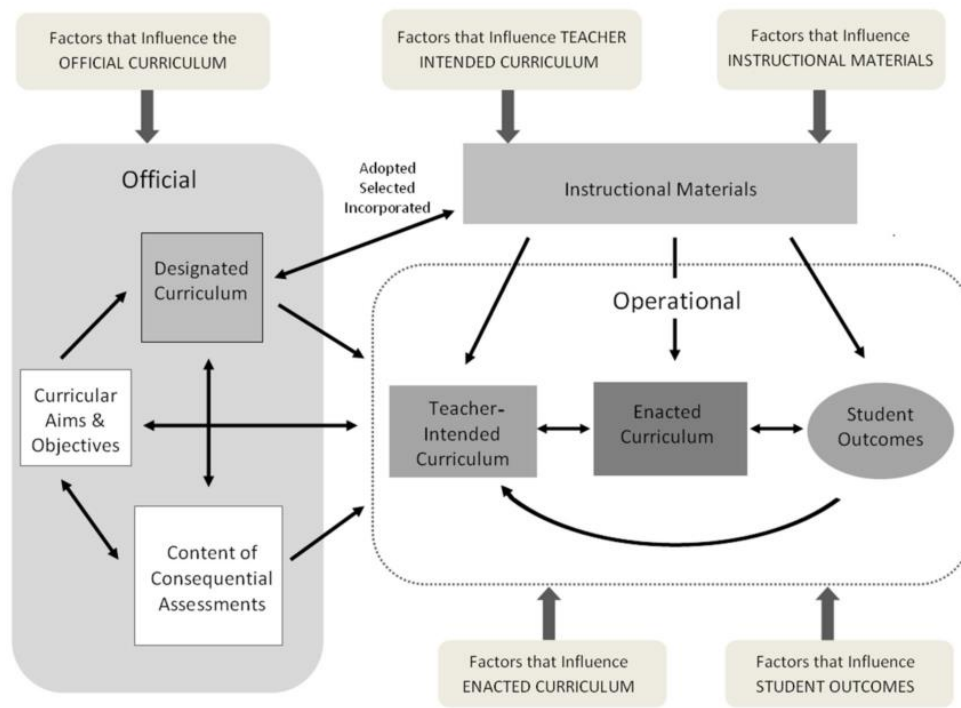 Factors that Influence the
OFFICIAL CURRICULUM
Factors that Influence TEACHER
INTENDED CURRICULUM
Factors that Influence
INSTRUCTIONAL MATERIALS
Official
Adopted
Selected
Incorporated
Instructional Materials
Designated
Curriculum
Operational
Curricular
Aims &
Objectives
Teacher-
Intended
Curriculum
Enacted
Curriculum
Student
Outcomes
Content of
Consequential
Assessments
Factors that Influence
ENACTED CURRICULUM
Factors that Influence
STUDENT OUTCOMES